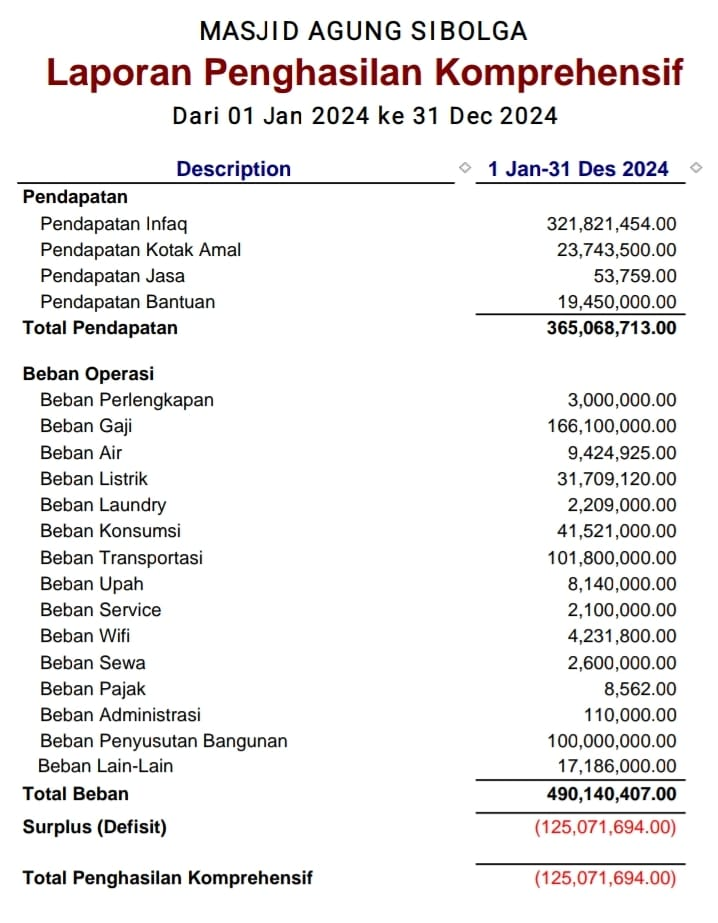 MASJID AGUNG SIBOLGA
Laporan Penghasilan Komprehensif
Dari 01 Jan 2024 ke 31 Dec 2024
Description 1 Jan-31 Des 2024
Pendapatan
Pendapatan Infaq 321,821,454.00
Pendapatan Kotak Amal 23,743,500.00
Pendapatan Jasa 53,759.00
Pendapatan Bantuan 19,450,000.00
Total Pendapatan 365,068,713.00
Beban Operasi
Beban Perlengkapan 3,000,000.00
Beban Gaji 166,100,000.00
Beban Air 9,424,925.00
Beban Listrik 31,709,120.00
Beban Laundry 2,209,000.00
Beban Konsumsi 41,521,000.00
Beban Transportasi 101,800,000.00
Beban Upah 8,140,000.00
Beban Service 2,100,000.00
Beban Wifi 4,231,800.00
Beban Sewa 2,600,000.00
Beban Pajak 8,562.00
Beban Administrasi 110,000.00
Beban Penyusutan Bangunan 100,000,000.00
Beban Lain-Lain 17,186,000.00
Total Beban 490,140,407.00
Surplus (Defisit) (125,071,694.00)
Total Penghasilan Komprehensif (125,071,694.00)